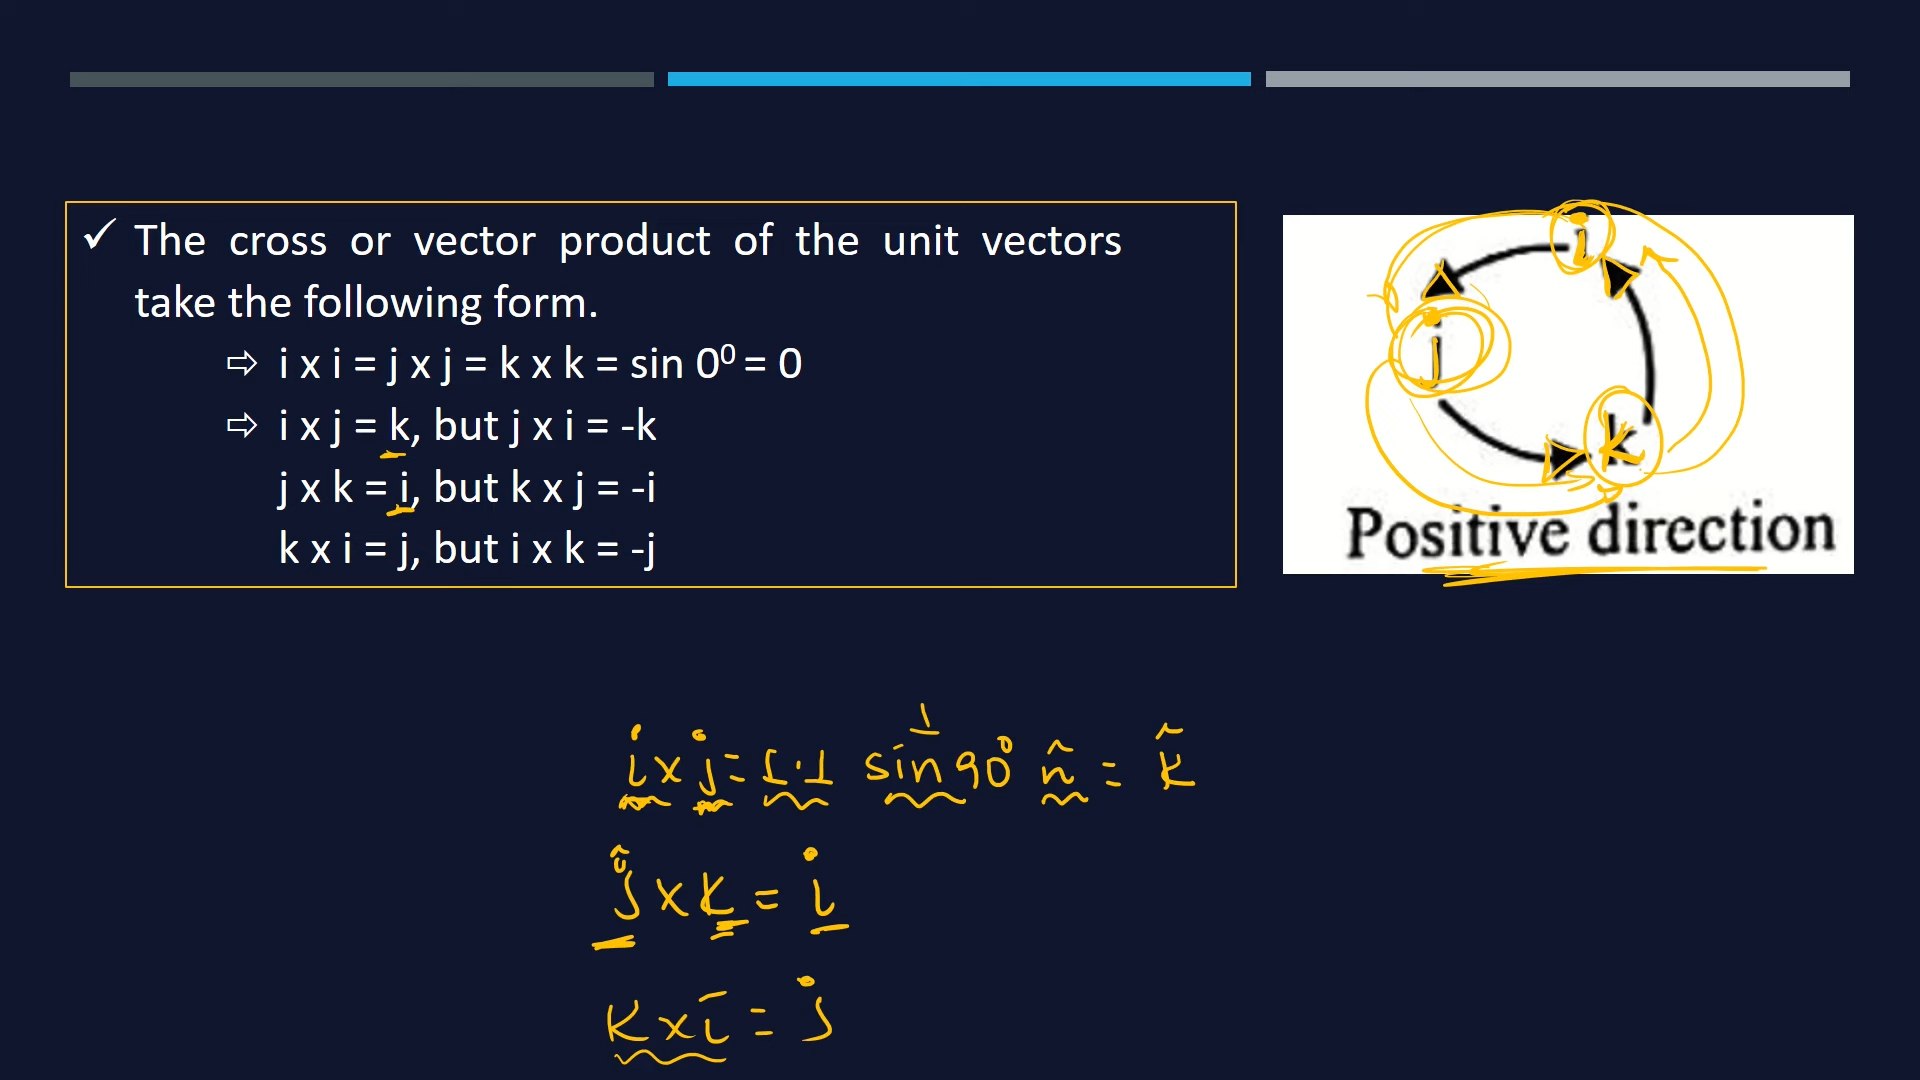 ✓ The cross or vector product of the unit vectors
take the following form.
⇨ i x i = j x j = k x k = sin 0⁰ = 0
⇨ i x j = k, but j x i = -k
j x k = i, but k x j = -i
k x i = j, but i x k = -j
i
j
k
Positive direction
1
i x j = 1·1 sin 90° n̂ = k̂
ĵ x k = i
k x i = j